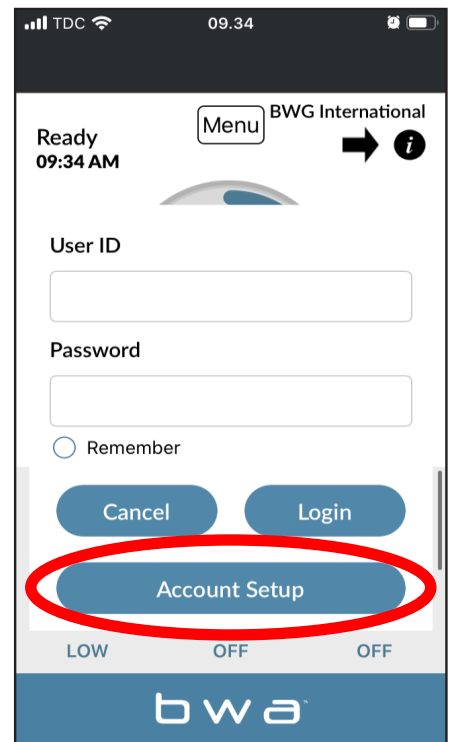 TDC 09.34
BWG International
Menu
Ready
09:34 AM
i
User ID
Password
Remember
Cancel Login
Account Setup
LOW OFF OFF
bwa